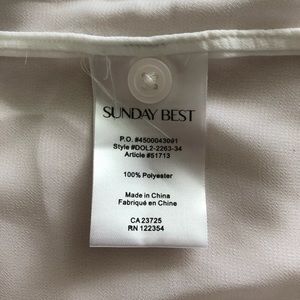 SUNDAY BEST
P.O. #4500043091
Style #DOL2-2263-34
Article #51713
100% Polyester
Made in China
Fabriqué en Chine
CA 23725
RN 122354